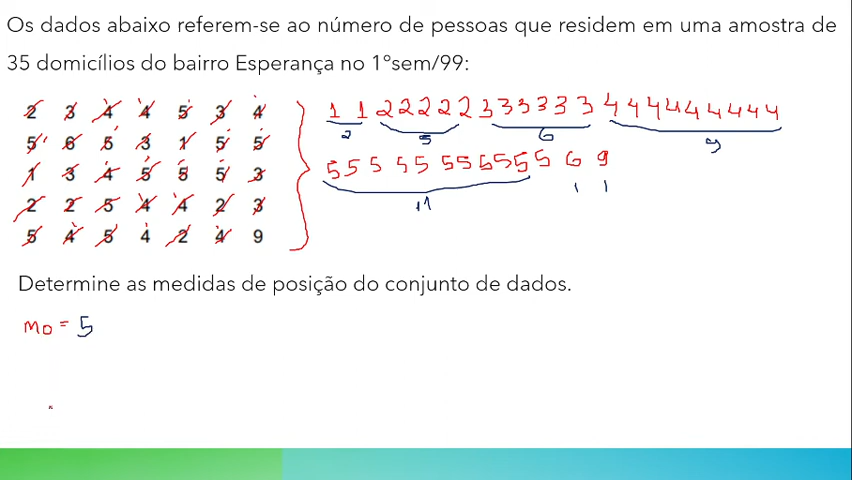 Os dados abaixo referem-se ao número de pessoas que residem em uma amostra de
35 domicílios do bairro Esperança no 1ºsem/99:
2 3 4 4 5 3 4
5 6 5 3 1 5 5
1 3 4 5 5 5 3
2 2 5 4 4 2 3
5 4 5 4 2 4 9
1 1 2 2 2 2 2 3 3 3 3 3 3 4 4 4 4 4 4 4 4 4
2 5 6 9
5 5 5 5 5 5 5 5 5 5 5 6 9
11 1 1
Determine as medidas de posição do conjunto de dados.
mo = 5